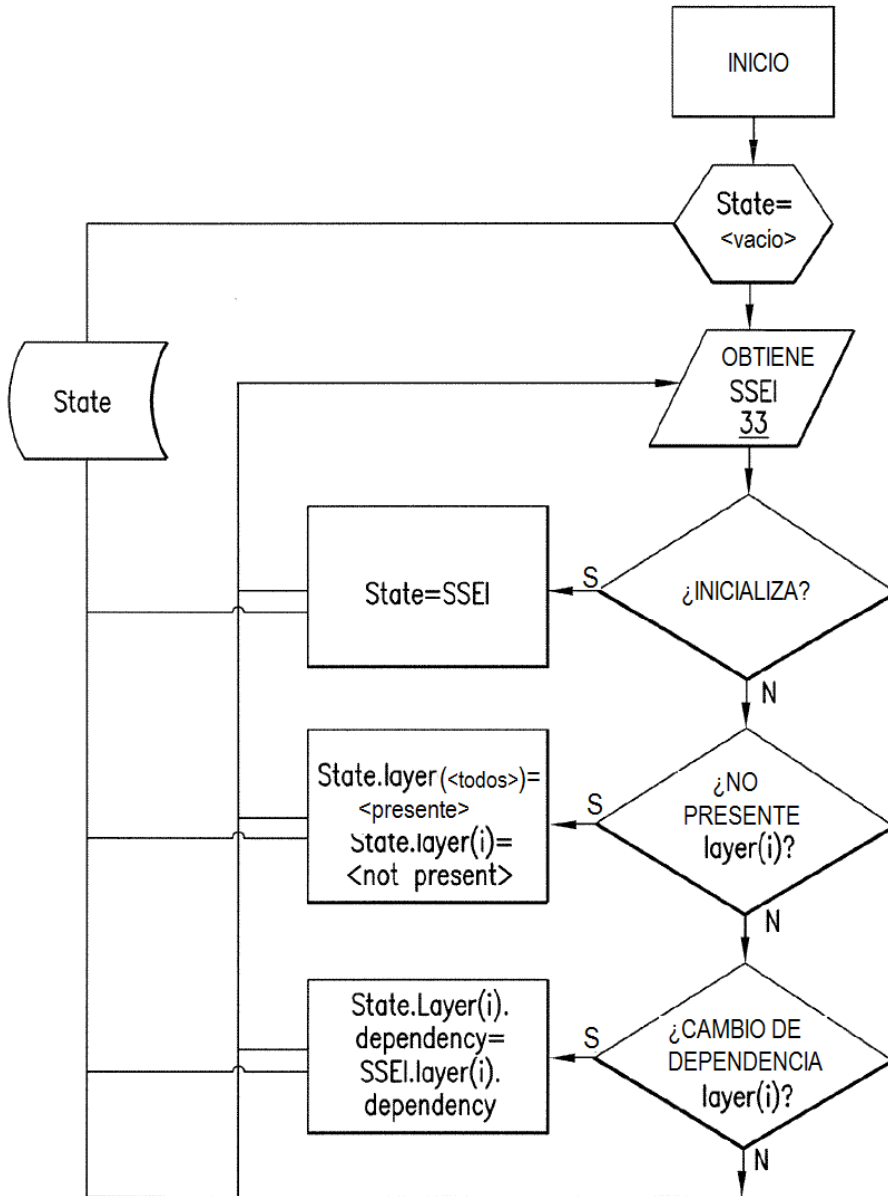 INICIO
State=
<vacío>
OBTIENE
SSEI
33
State
¿INICIALIZA?
S
N
State=SSEI
¿NO
PRESENTE
layer(i)?
S
N
State.layer(<todos>)=
<presente>
State.layer(i)=
<not present>
¿CAMBIO DE
DEPENDENCIA
layer(i)?
S
N
State.Layer(i).
dependency=
SSEI.layer(i).
dependency